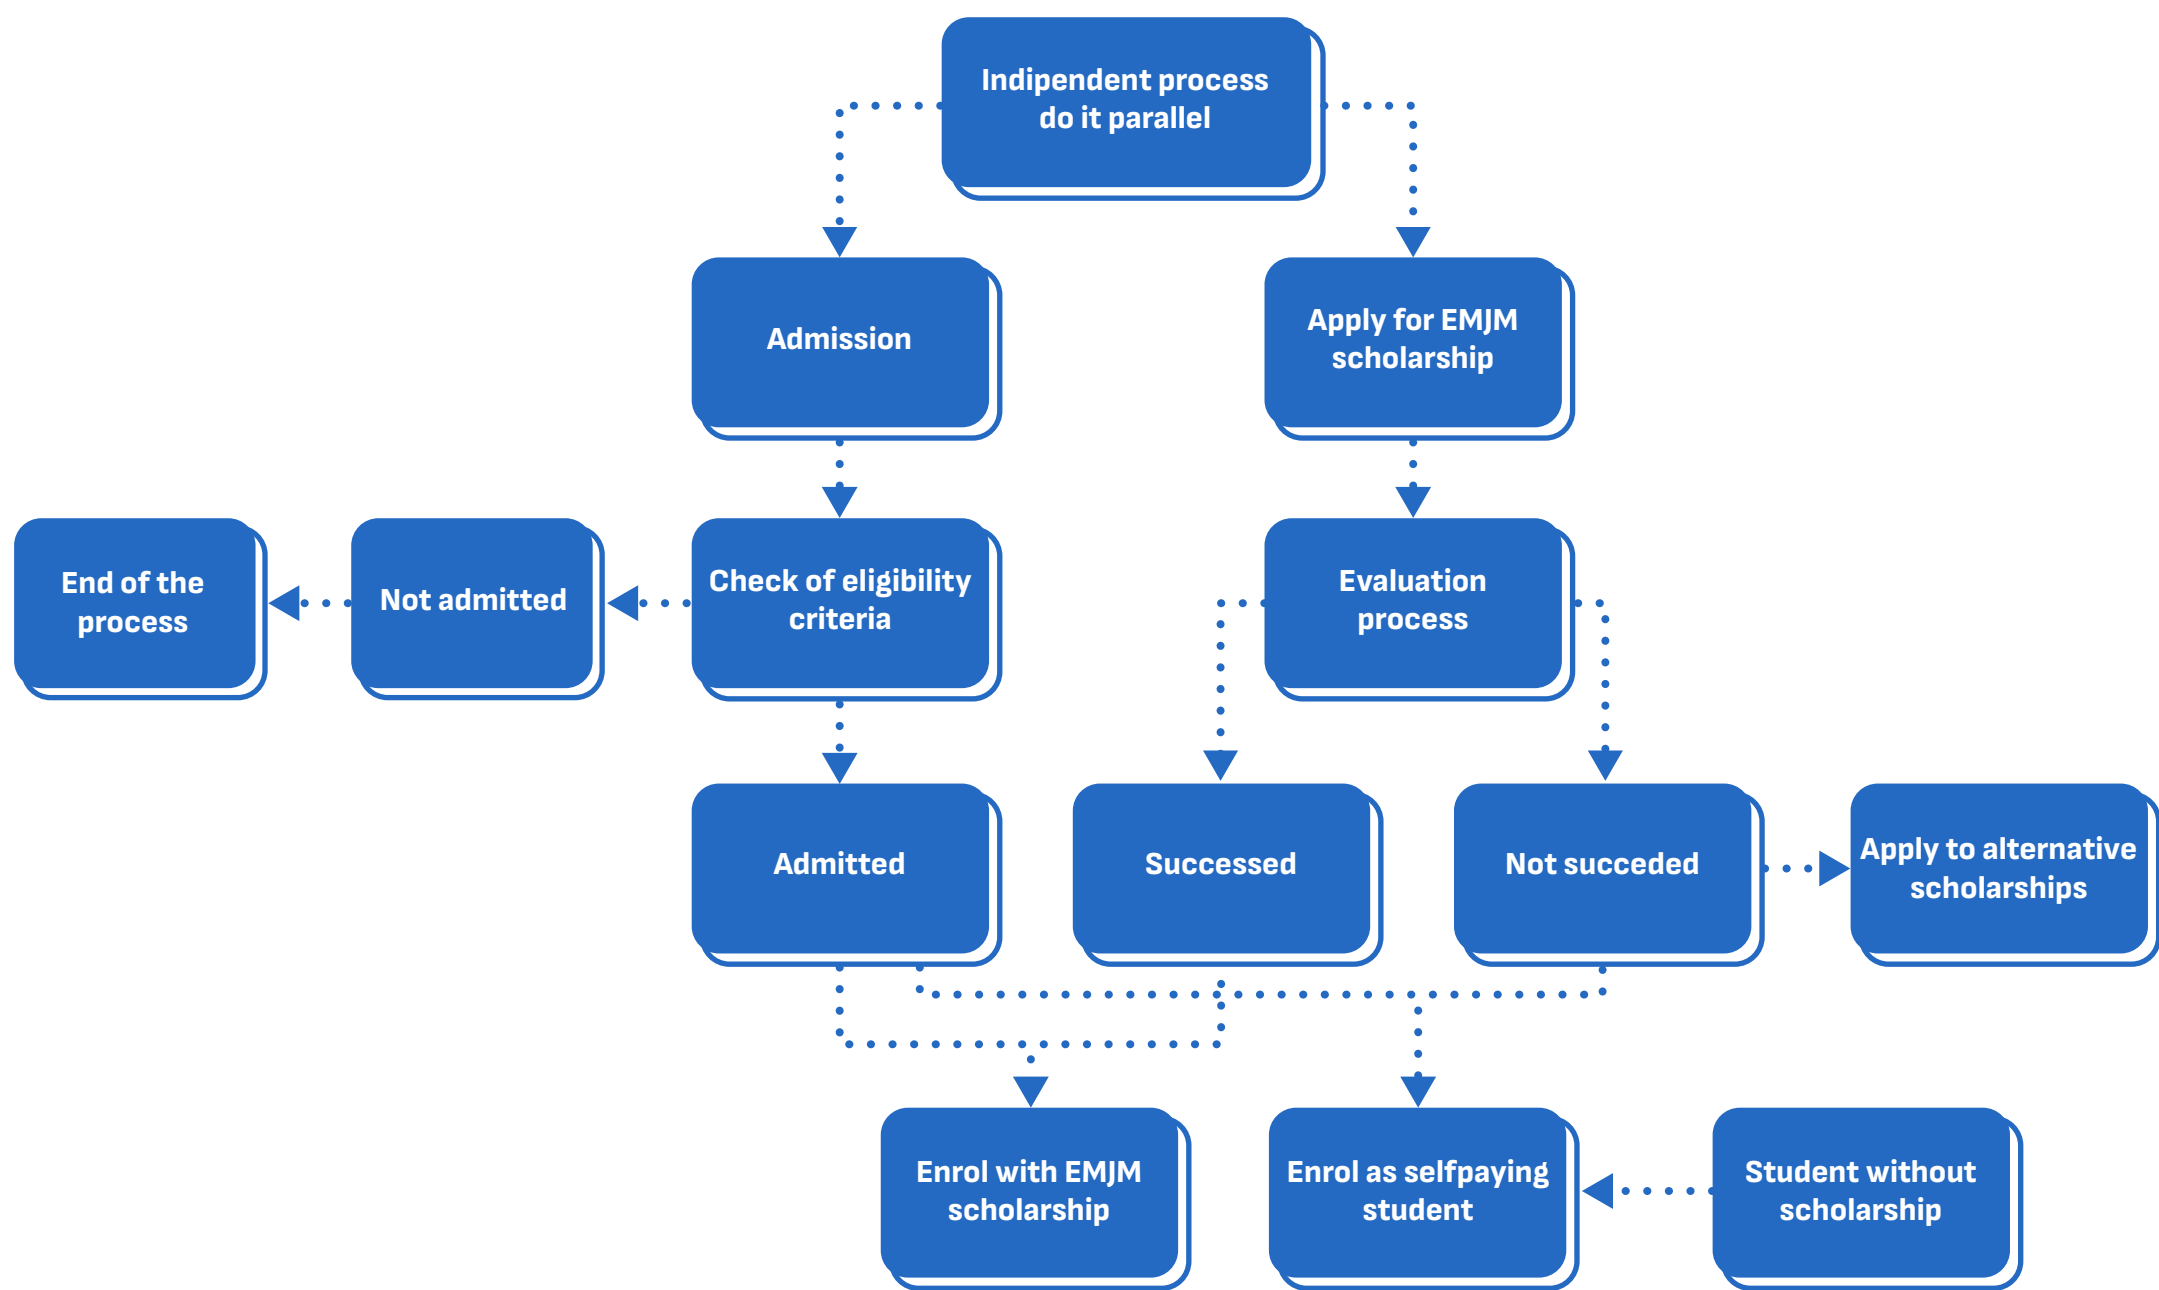 Indipendent process
do it parallel
Admission
Apply for EMJM
scholarship
End of the
process
Not admitted
Check of eligibility
criteria
Evaluation
process
Admitted
Successed
Not succeded
Apply to alternative
scholarships
Enrol with EMJM
scholarship
Enrol as selfpaying
student
Student without
scholarship